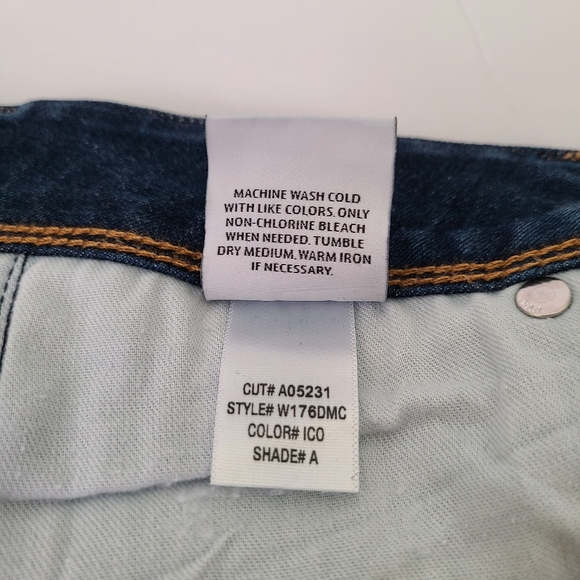 MACHINE WASH COLD
WITH LIKE COLORS. ONLY
NON-CHLORINE BLEACH
WHEN NEEDED. TUMBLE
DRY MEDIUM. WARM IRON
IF NECESSARY.
CUT# A05231
STYLE# W176DMC
COLOR# ICO
SHADE# A